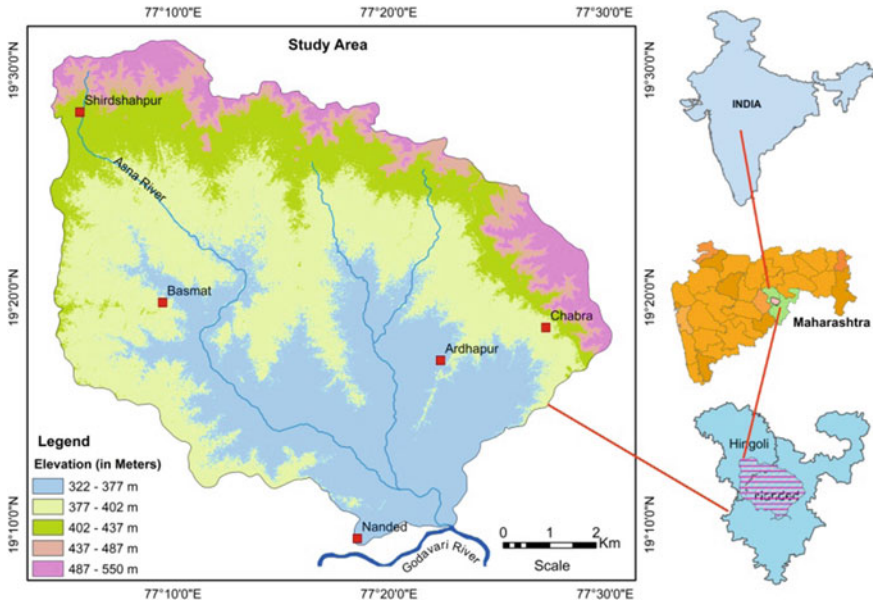 77°10'0"E 77°20'0"E 77°30'0"E
Study Area
19°30'0"N
19°20'0"N
19°10'0"N
Shirdshahpur
Asna River
Basmat
Chabra
Ardhapur
Nanded
Godavari River
Legend
Elevation (in Meters)
322 - 377 m
377 - 402 m
402 - 437 m
437 - 487 m
487 - 550 m
0 1 2
Km
Scale
77°10'0"E 77°20'0"E 77°30'0"E
19°30'0"N
19°20'0"N
19°10'0"N
INDIA
Maharashtra
Hingoli
Nanded